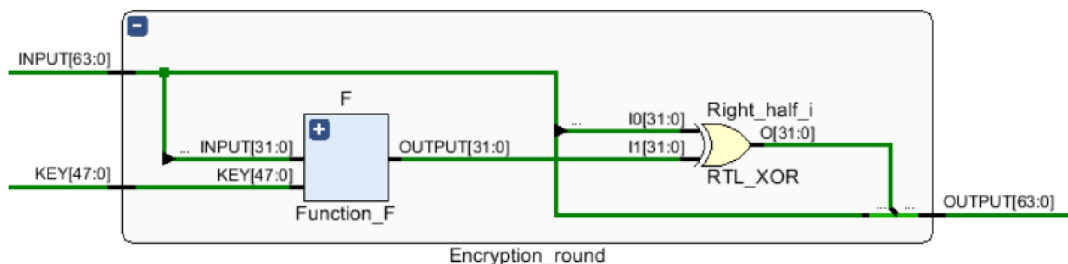 INPUT[63:0]
F
Right_half_i
... I0[31:0] O[31:0]
... INPUT[31:0] OUTPUT[31:0] I1[31:0]
KEY[47:0] KEY[47:0] RTL_XOR
... ... OUTPUT[63:0]
Function_F
Encryption_round